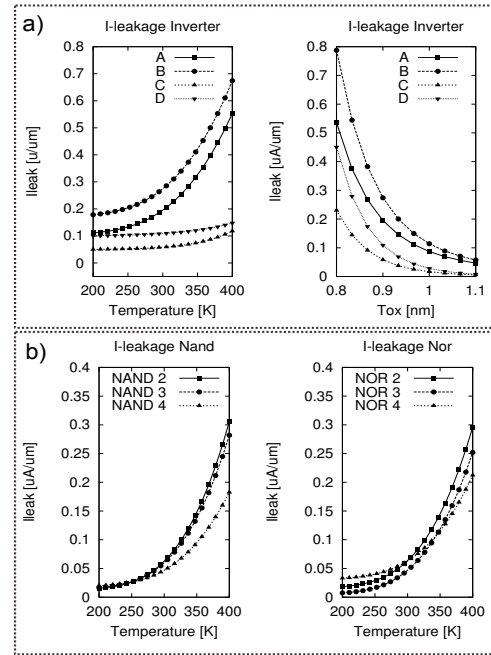 a)
I-leakage Inverter
Ileak [u/um]
0.8
0.7
0.6
0.5
0.4
0.3
0.2
0.1
0
A
B
C
D
200 250 300 350 400
Temperature [K]
I-leakage Inverter
Ileak [uA/um]
0.8
0.7
0.6
0.5
0.4
0.3
0.2
0.1
0
A
B
C
D
0.8 0.9 1 1.1
Tox [nm]
b)
I-leakage Nand
Ileak [uA/um]
0.4
0.35
0.3
0.25
0.2
0.15
0.1
0.05
0
NAND 2
NAND 3
NAND 4
200 250 300 350 400
Temperature [K]
I-leakage Nor
Ileak [uA/um]
0.4
0.35
0.3
0.25
0.2
0.15
0.1
0.05
0
NOR 2
NOR 3
NOR 4
200 250 300 350 400
Temperature [K]